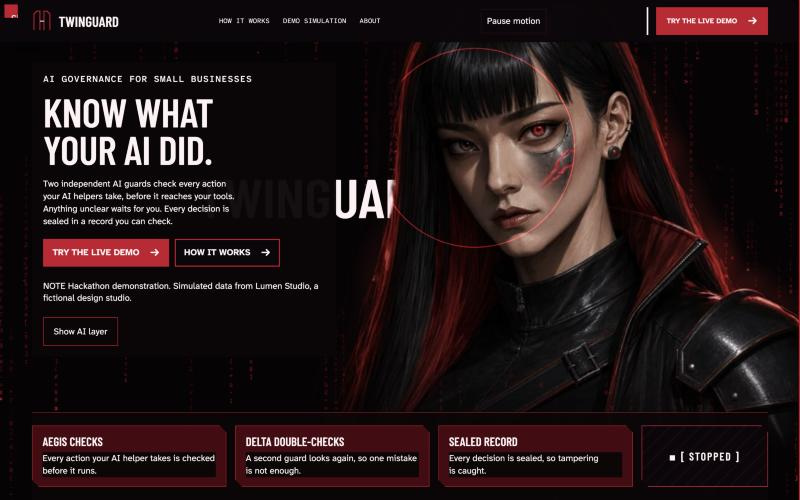 TWINGUARD
HOW IT WORKS
DEMO SIMULATION
ABOUT
Pause motion
TRY THE LIVE DEMO →
AI GOVERNANCE FOR SMALL BUSINESSES
KNOW WHAT
YOUR AI DID.
Two independent AI guards check every action
your AI helpers take, before it reaches your tools.
Anything unclear waits for you. Every decision is
sealed in a record you can check.
TRY THE LIVE DEMO →
HOW IT WORKS →
NOTE Hackathon demonstration. Simulated data from Lumen Studio, a
fictional design studio.
Show AI layer
AEGIS CHECKS
Every action your AI helper takes is checked
before it runs.
DELTA DOUBLE-CHECKS
A second guard looks again, so one mistake
is not enough.
SEALED RECORD
Every decision is sealed, so tampering
is caught.
■ [ STOPPED ]